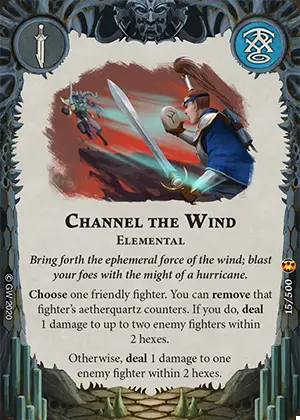 CHANNEL THE WIND
ELEMENTAL
Bring forth the ephemeral force of the wind; blast
your foes with the might of a hurricane.
Choose one friendly fighter. You can remove that
fighter's aetherquartz counters. If you do, deal
1 damage to up to two enemy fighters within
2 hexes.
Otherwise, deal 1 damage to one
enemy fighter within 2 hexes.
© GW 2020
15/500